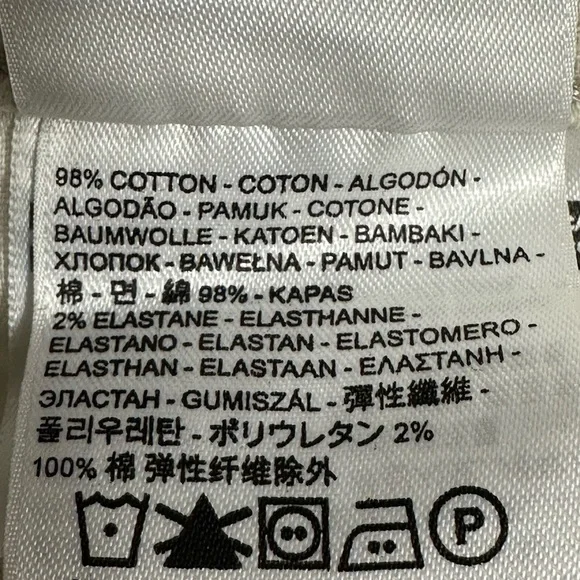 98% COTTON - COTON - ALGODÓN -
ALGODÃO - PAMUK - COTONE -
BAUMWOLLE - KATOEN - BAMBAKI -
ХЛОПОК - BAWEŁNA - PAMUT - BAVLNA -
棉 - 면 - 綿 98% - KAPAS
2% ELASTANE - ELASTHANNE -
ELASTANO - ELASTAN - ELASTOMERO -
ELASTHAN - ELASTAAN - ΕΛΑΣΤΑΝΗ -
ЭЛАСТАН - GUMISZÁL - 彈性纖維 -
폴리우레탄 - ポリウレタン 2%
100% 棉 弹性纤维除外
P